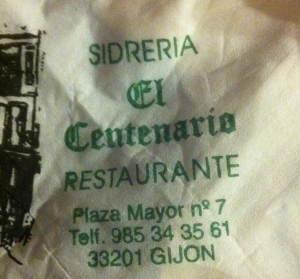 SIDRERIA
El
Centenario
RESTAURANTE
Plaza Mayor nº 7
Telf. 985 34 35 61
33201 GIJON